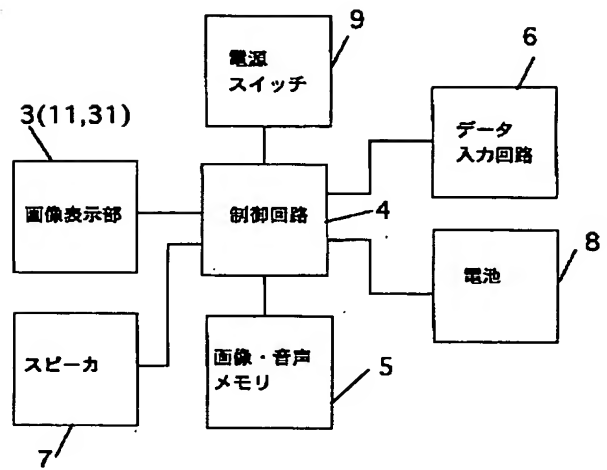 9
電源
スイッチ
6
データ
入力回路
3(11,31)
画像表示部
制御回路
4
電池
8
スピーカ
7
画像・音声
メモリ
5